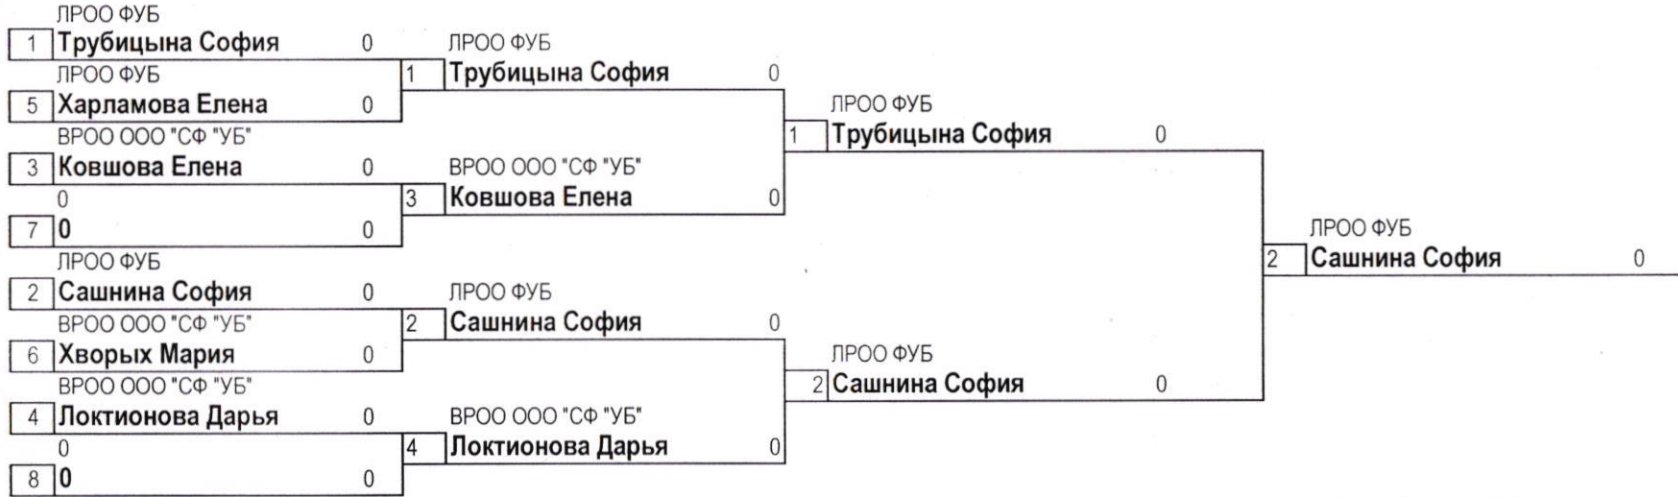 ЛРОО ФУБ
1 Трубицына София 0
ЛРОО ФУБ
5 Харламова Елена 0
ВРОО ООО "СФ "УБ"
3 Ковшова Елена 0
0
7 0 0
ЛРОО ФУБ
2 Сашнина София 0
ВРОО ООО "СФ "УБ"
6 Хворых Мария 0
ВРОО ООО "СФ "УБ"
4 Локтионова Дарья 0
0
8 0 0
ЛРОО ФУБ
1 Трубицына София 0
ВРОО ООО "СФ "УБ"
3 Ковшова Елена 0
ЛРОО ФУБ
2 Сашнина София 0
ВРОО ООО "СФ "УБ"
4 Локтионова Дарья 0
ЛРОО ФУБ
1 Трубицына София 0
ЛРОО ФУБ
2 Сашнина София 0
ЛРОО ФУБ
2 Сашнина София 0